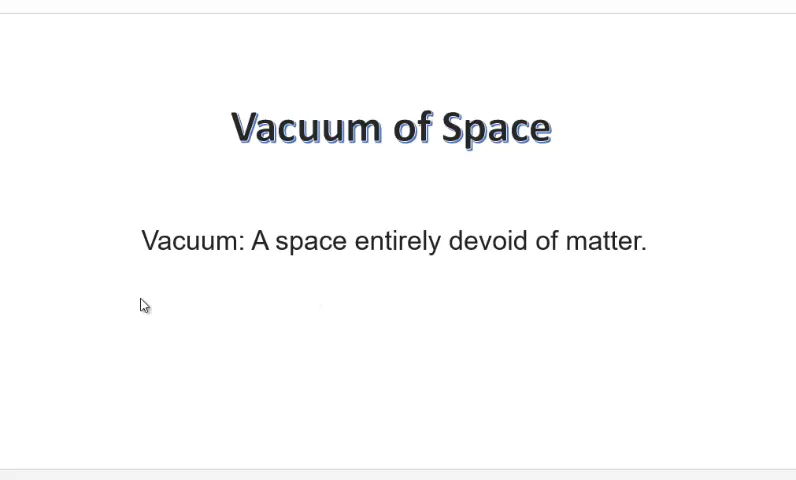 Vacuum of Space
Vacuum: A space entirely devoid of matter.